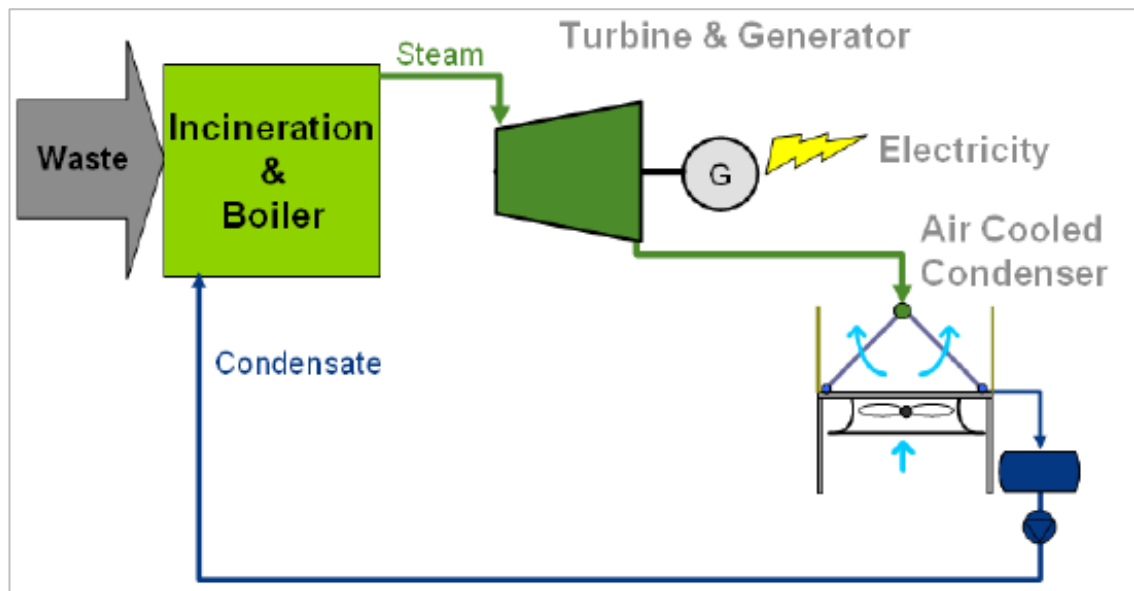 Turbine & Generator
Steam
Incineration
&
Boiler
Waste
G
Electricity
Air Cooled
Condenser
Condensate